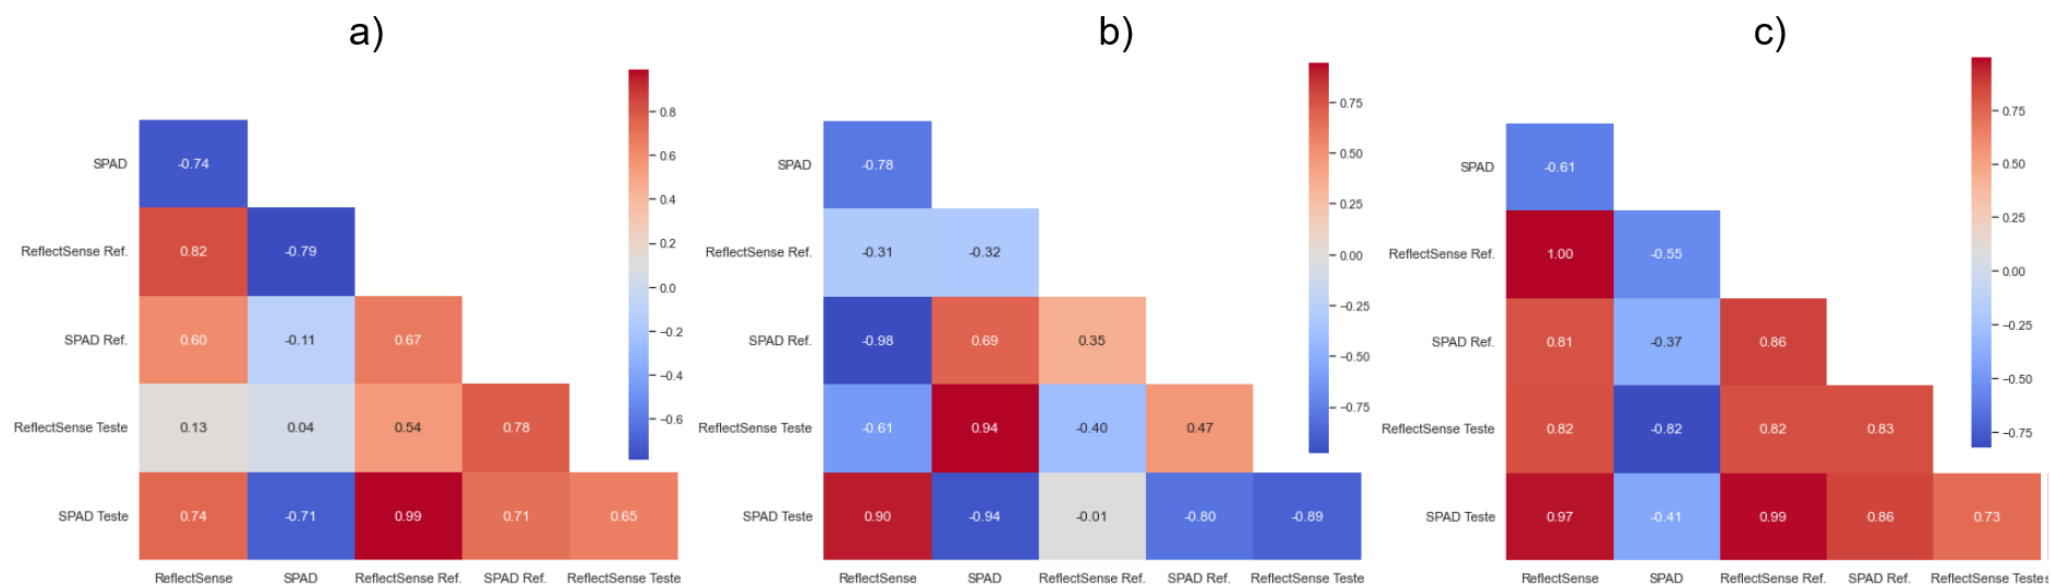 a)
0.8
0.6
0.4
0.2
0.0
−0.2
−0.4
−0.6
SPAD -0.74
ReflectSense Ref. 0.82 -0.79
SPAD Ref. 0.60 -0.11 0.67
ReflectSense Teste 0.13 0.04 0.54 0.78
SPAD Teste 0.74 -0.71 0.99 0.71 0.65
ReflectSense SPAD ReflectSense Ref. SPAD Ref. ReflectSense Teste
b)
0.75
0.50
0.25
0.00
−0.25
−0.50
−0.75
SPAD -0.78
ReflectSense Ref. -0.31 -0.32
SPAD Ref. -0.98 0.69 0.35
ReflectSense Teste -0.61 0.94 -0.40 0.47
SPAD Teste 0.90 -0.94 -0.01 -0.80 -0.89
ReflectSense SPAD ReflectSense Ref. SPAD Ref. ReflectSense Teste
c)
0.75
0.50
0.25
0.00
−0.25
−0.50
−0.75
SPAD -0.61
ReflectSense Ref. 1.00 -0.55
SPAD Ref. 0.81 -0.37 0.86
ReflectSense Teste 0.82 -0.82 0.82 0.83
SPAD Teste 0.97 -0.41 0.99 0.86 0.73
ReflectSense SPAD ReflectSense Ref. SPAD Ref. ReflectSense Teste